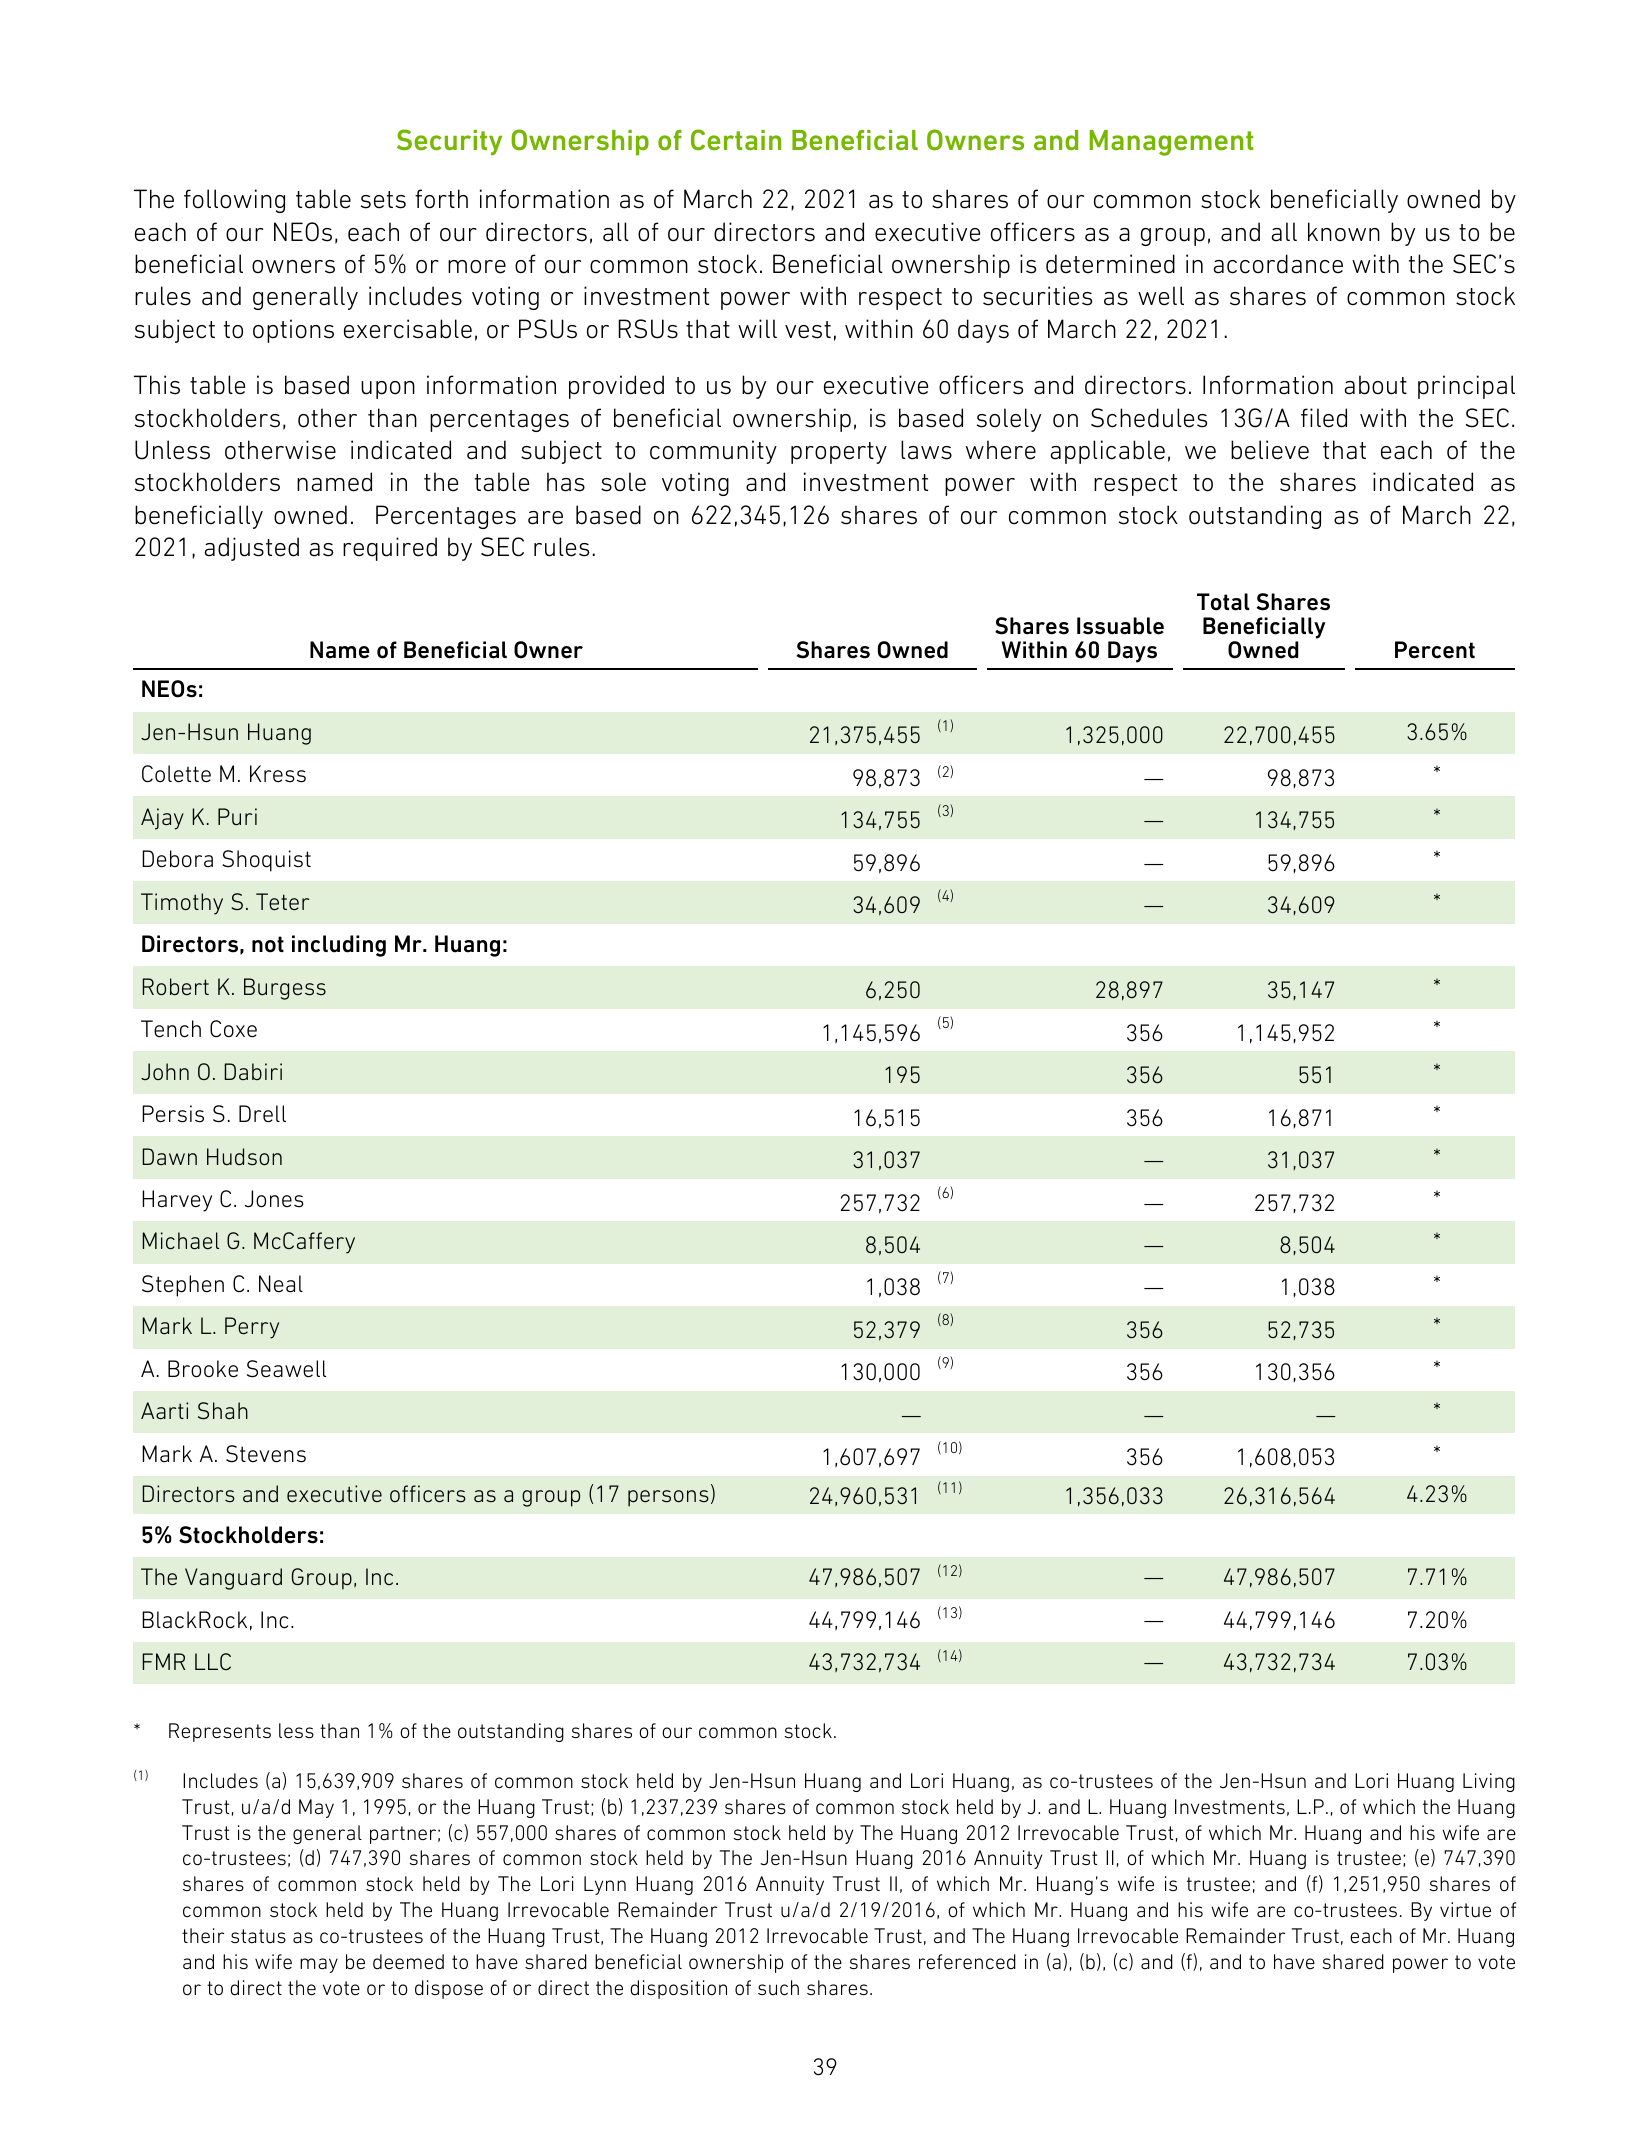 Security Ownership of Certain Beneficial Owners and Management
The following table sets forth information as of March 22, 2021 as to shares of our common stock beneficially owned by
each of our NEOs, each of our directors, all of our directors and executive officers as a group, and all known by us to be
beneficial owners of 5% or more of our common stock. Beneficial ownership is determined in accordance with the SEC's
rules and generally includes voting or investment power with respect to securities as well as shares of common stock
subject to options exercisable, or PSUs or RSUs that will vest, within 60 days of March 22, 2021.
This table is based upon information provided to us by our executive officers and directors. Information about principal
stockholders, other than percentages of beneficial ownership, is based solely on Schedules 13G/A filed with the SEC.
Unless otherwise indicated and subject to community property laws where applicable, we believe that each of the
stockholders named in the table has sole voting and investment power with respect to the shares indicated as
beneficially owned. Percentages are based on 622,345,126 shares of our common stock outstanding as of March 22,
2021, adjusted as required by SEC rules.
Name of Beneficial Owner Shares Owned Shares Issuable Within 60 Days Total Shares Beneficially Owned Percent
NEOs:
Jen-Hsun Huang 21,375,455 (1) 1,325,000 22,700,455 3.65%
Colette M. Kress 98,873 (2) — 98,873 *
Ajay K. Puri 134,755 (3) — 134,755 *
Debora Shoquist 59,896 — 59,896 *
Timothy S. Teter 34,609 (4) — 34,609 *
Directors, not including Mr. Huang:
Robert K. Burgess 6,250 28,897 35,147 *
Tench Coxe 1,145,596 (5) 356 1,145,952 *
John O. Dabiri 195 356 551 *
Persis S. Drell 16,515 356 16,871 *
Dawn Hudson 31,037 — 31,037 *
Harvey C. Jones 257,732 (6) — 257,732 *
Michael G. McCaffery 8,504 — 8,504 *
Stephen C. Neal 1,038 (7) — 1,038 *
Mark L. Perry 52,379 (8) 356 52,735 *
A. Brooke Seawell 130,000 (9) 356 130,356 *
Aarti Shah — — — *
Mark A. Stevens 1,607,697 (10) 356 1,608,053 *
Directors and executive officers as a group (17 persons) 24,960,531 (11) 1,356,033 26,316,564 4.23%
5% Stockholders:
The Vanguard Group, Inc. 47,986,507 (12) — 47,986,507 7.71%
BlackRock, Inc. 44,799,146 (13) — 44,799,146 7.20%
FMR LLC 43,732,734 (14) — 43,732,734 7.03%
* Represents less than 1% of the outstanding shares of our common stock.
(1) Includes (a) 15,639,909 shares of common stock held by Jen-Hsun Huang and Lori Huang, as co-trustees of the Jen-Hsun and Lori Huang Living
Trust, u/a/d May 1, 1995, or the Huang Trust; (b) 1,237,239 shares of common stock held by J. and L. Huang Investments, L.P., of which the Huang
Trust is the general partner; (c) 557,000 shares of common stock held by The Huang 2012 Irrevocable Trust, of which Mr. Huang and his wife are
co-trustees; (d) 747,390 shares of common stock held by The Jen-Hsun Huang 2016 Annuity Trust II, of which Mr. Huang is trustee; (e) 747,390
shares of common stock held by The Lori Lynn Huang 2016 Annuity Trust II, of which Mr. Huang's wife is trustee; and (f) 1,251,950 shares of
common stock held by The Huang Irrevocable Remainder Trust u/a/d 2/19/2016, of which Mr. Huang and his wife are co-trustees. By virtue of
their status as co-trustees of the Huang Trust, The Huang 2012 Irrevocable Trust, and The Huang Irrevocable Remainder Trust, each of Mr. Huang
and his wife may be deemed to have shared beneficial ownership of the shares referenced in (a), (b), (c) and (f), and to have shared power to vote
or to direct the vote or to dispose of or direct the disposition of such shares.
39